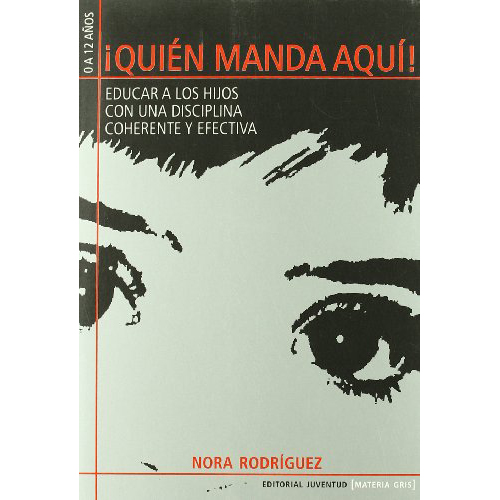 0 A 12 AÑOS
¡QUIÉN MANDA AQUÍ!
EDUCAR A LOS HIJOS
CON UNA DISCIPLINA
COHERENTE Y EFECTIVA
NORA RODRÍGUEZ
EDITORIAL JUVENTUD [MATERIA GRIS]